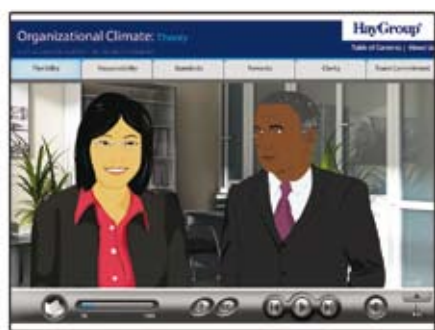 HayGroup
Organizational Climate: Theory
Table of Contents | About Us
Flexibility Responsibility Standards Rewards Clarity Team Commitment